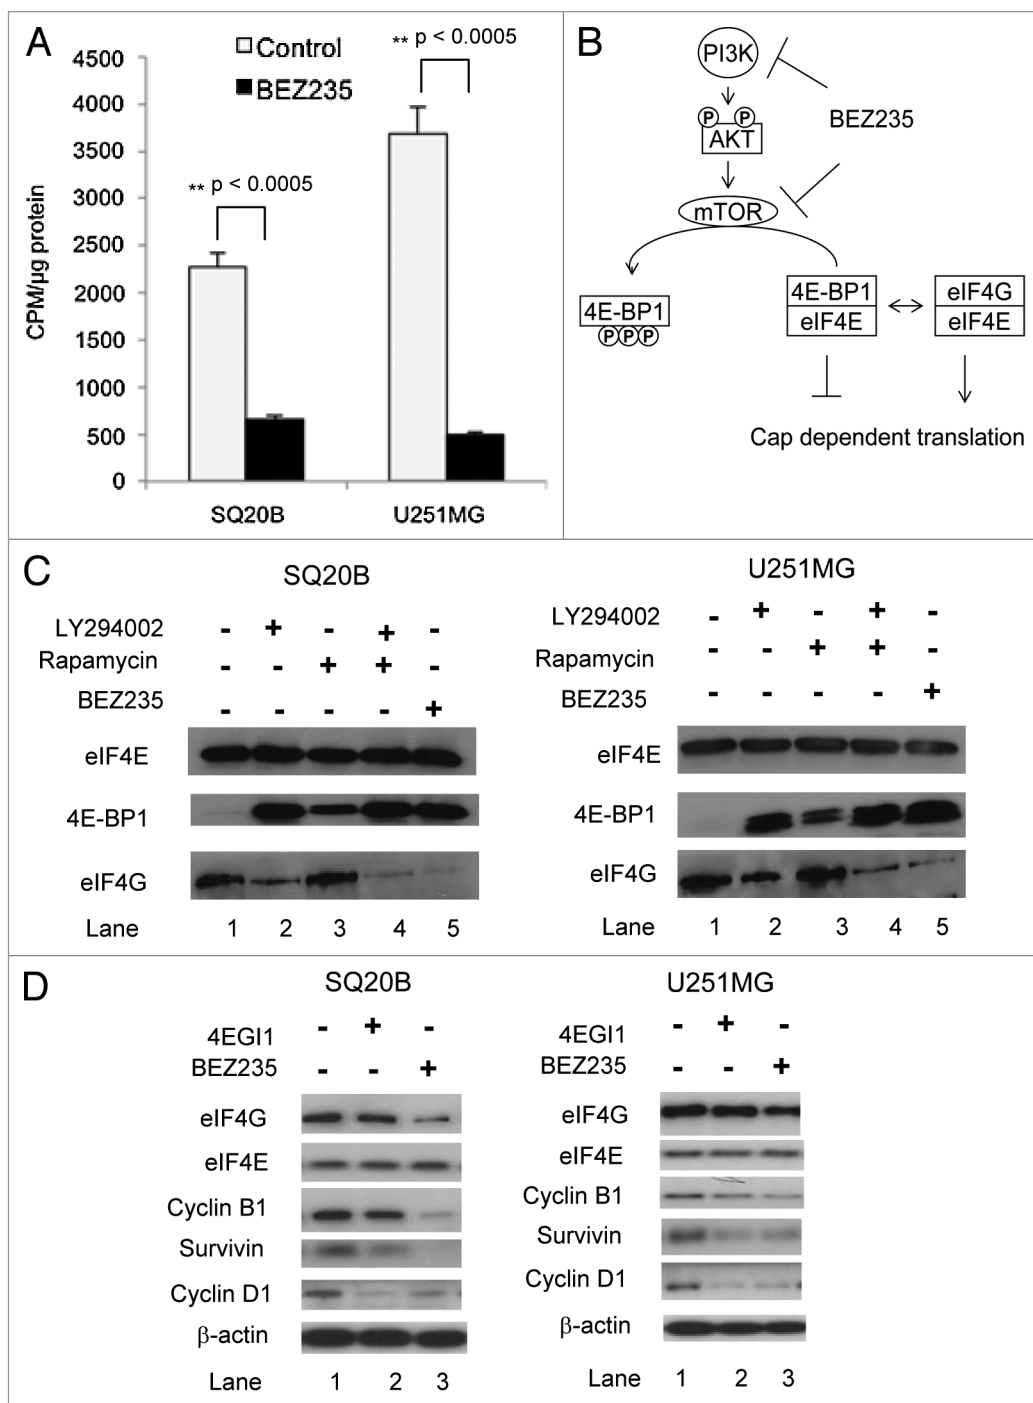 A
Control
BEZ235
** p < 0.0005
** p < 0.0005
4500
4000
3500
3000
2500
2000
1500
1000
500
0
CPM/µg protein
SQ20B
U251MG
B
PI3K
P P
AKT
BEZ235
mTOR
4E-BP1
PPP
4E-BP1
eIF4E
eIF4G
eIF4E
Cap dependent translation
C
SQ20B
LY294002 - + - + -
Rapamycin - - + + -
BEZ235 - - - - +
eIF4E
4E-BP1
eIF4G
Lane 1 2 3 4 5
U251MG
LY294002 - + - + -
Rapamycin - - + + -
BEZ235 - - - - +
eIF4E
4E-BP1
eIF4G
Lane 1 2 3 4 5
D
SQ20B
4EGI1 - + -
BEZ235 - - +
eIF4G
eIF4E
Cyclin B1
Survivin
Cyclin D1
β-actin
Lane 1 2 3
U251MG
4EGI1 - + -
BEZ235 - - +
eIF4G
eIF4E
Cyclin B1
Survivin
Cyclin D1
β-actin
Lane 1 2 3